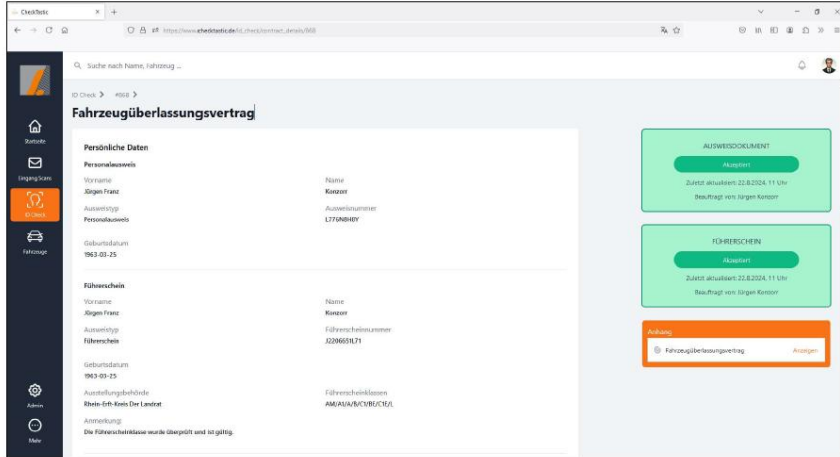 CheckTastic
https://www.checktastic.de/id_check/contract_details/868
Suche nach Name, Fahrzeug ...
ID Check > #868 >
Fahrzeugüberlassungsvertrag
Startseite
Eingang Scans
ID Check
Fahrzeuge
Admin
Mehr
Persönliche Daten
Personalausweis
Vorname Name
Jürgen Franz Konzorr
Ausweistyp Ausweisnummer
Personalausweis L776N8H8Y
Geburtsdatum
1963-03-25
Führerschein
Vorname Name
Jürgen Franz Konzorr
Ausweistyp Führerscheinnummer
Führerschein J2206651L71
Geburtsdatum
1963-03-25
Ausstellungsbehörde Führerscheinklassen
Rhein-Erft-Kreis Der Landrat AM/A1/A/B/C1/BE/C1E/L
Anmerkung:
Die Führerscheinklasse wurde überprüft und ist gültig.
AUSWEISDOKUMENT
Akzeptiert
Zuletzt aktualisiert: 22.8.2024, 11 Uhr
Beauftragt von: Jürgen Konzorr
FÜHRERSCHEIN
Akzeptiert
Zuletzt aktualisiert: 22.8.2024, 11 Uhr
Beauftragt von: Jürgen Konzorr
Anhang
Fahrzeugüberlassungsvertrag Anzeigen